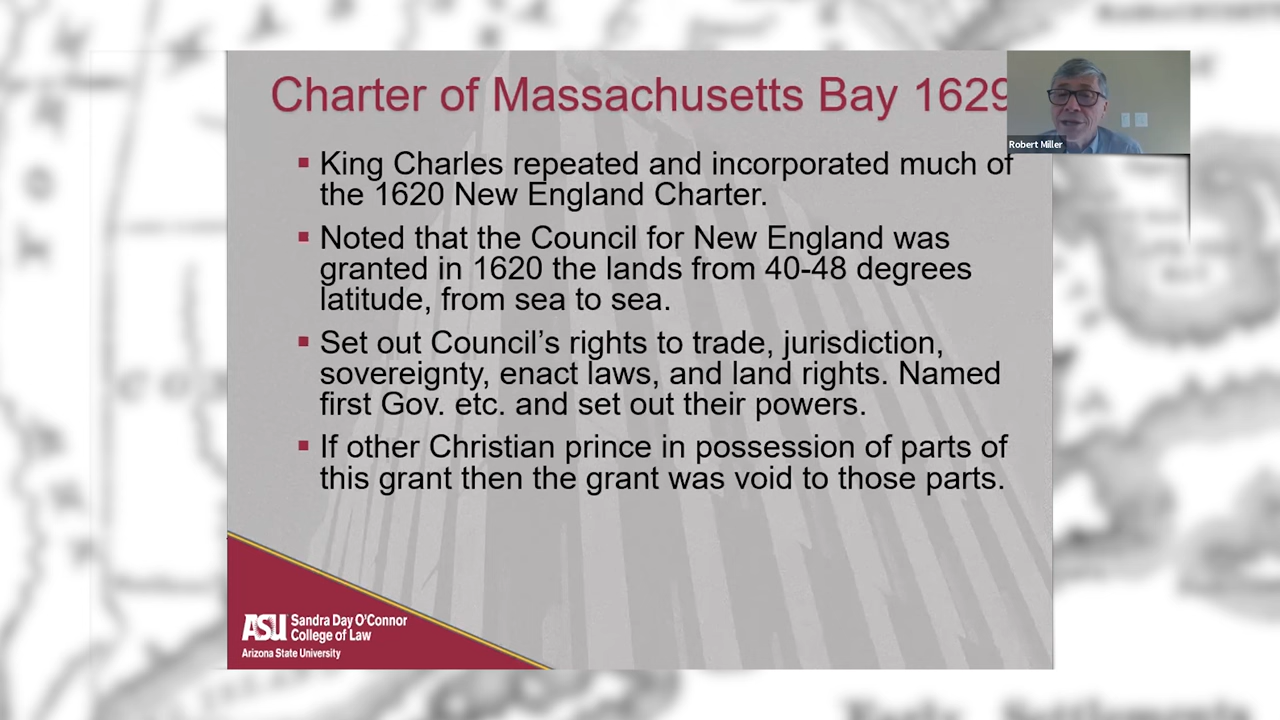 Charter of Massachusetts Bay 1629
Robert Miller
King Charles repeated and incorporated much of
the 1620 New England Charter.
Noted that the Council for New England was
granted in 1620 the lands from 40-48 degrees
latitude, from sea to sea.
Set out Council's rights to trade, jurisdiction,
sovereignty, enact laws, and land rights. Named
first Gov. etc. and set out their powers.
If other Christian prince in possession of parts of
this grant then the grant was void to those parts.
ASU Sandra Day O'Connor
College of Law
Arizona State University